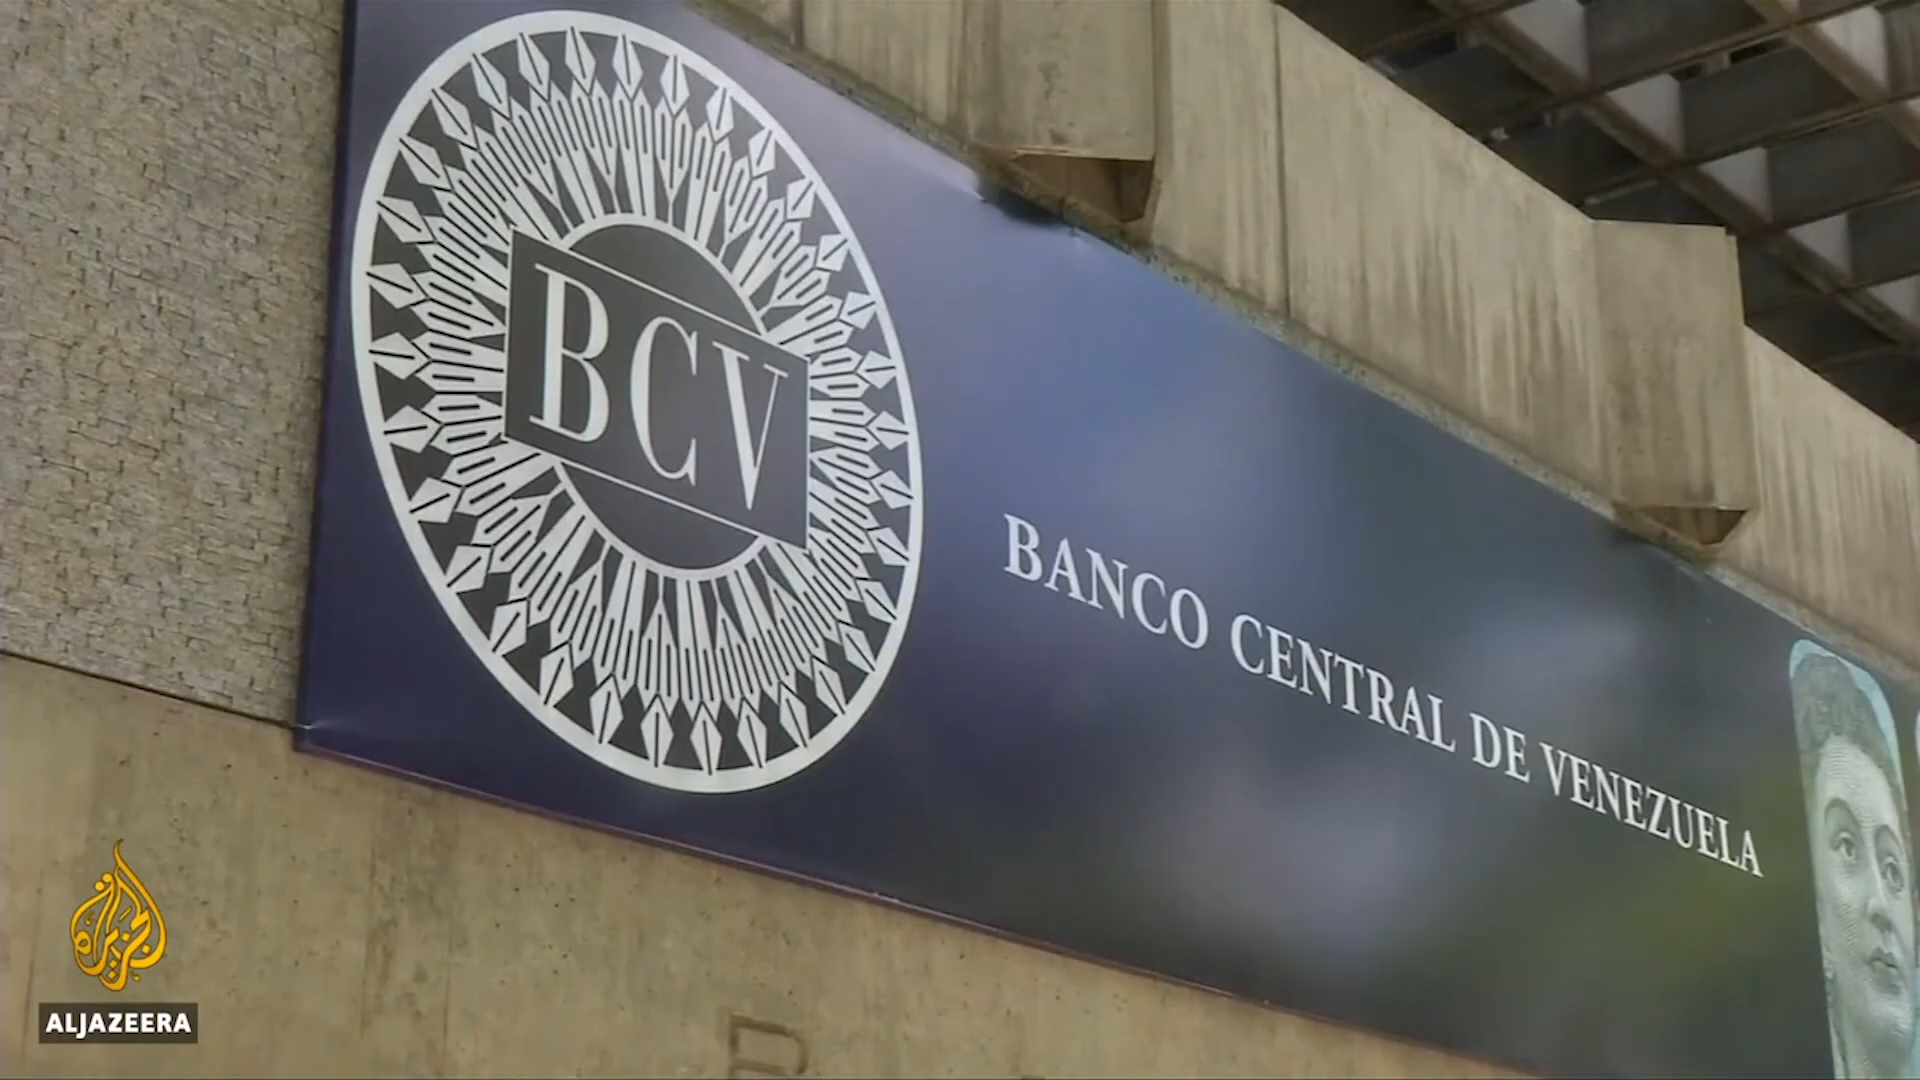 BCV
BANCO CENTRAL DE VENEZUELA
الجزيرة
ALJAZEERA